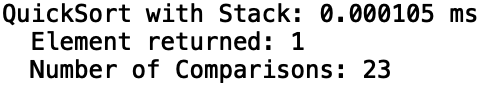 QuickSort with Stack: 0.000105 ms
Element returned: 1
Number of Comparisons: 23